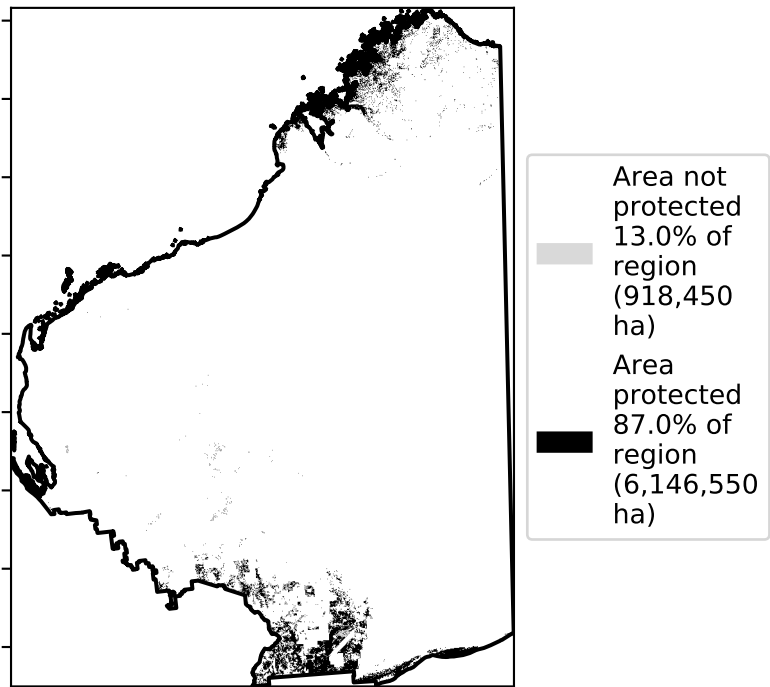 Area not
protected
13.0% of
region
(918,450
ha)
Area
protected
87.0% of
region
(6,146,550
ha)